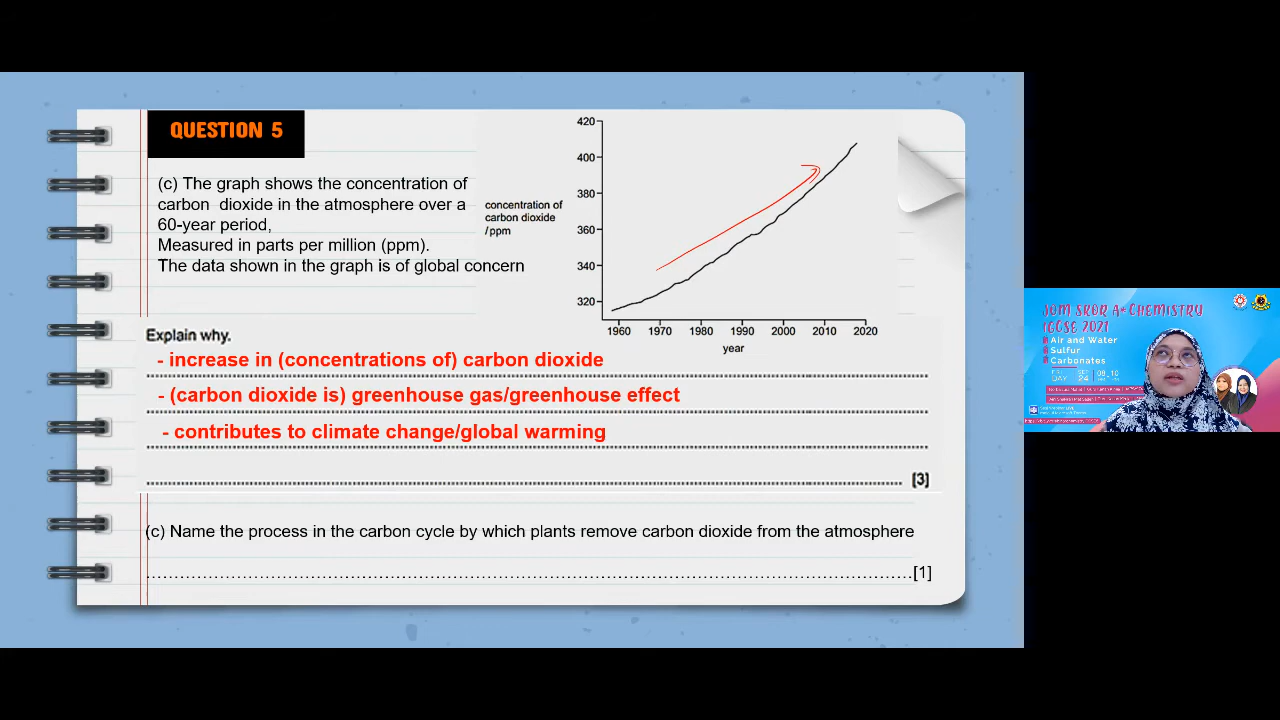 QUESTION 5
(c) The graph shows the concentration of
carbon dioxide in the atmosphere over a
60-year period,
Measured in parts per million (ppm).
The data shown in the graph is of global concern
concentration of
carbon dioxide
/ppm
420
400
380
360
340
320
1960 1970 1980 1990 2000 2010 2020
year
Explain why.
- increase in (concentrations of) carbon dioxide
- (carbon dioxide is) greenhouse gas/greenhouse effect
- contributes to climate change/global warming
[3]
(c) Name the process in the carbon cycle by which plants remove carbon dioxide from the atmosphere
[1]
JOM SKOR A* CHEMISTRY
IGCSE 2021
Air and Water
Sulfur
Carbonates
FRI
DAY
SEP
24
08_10